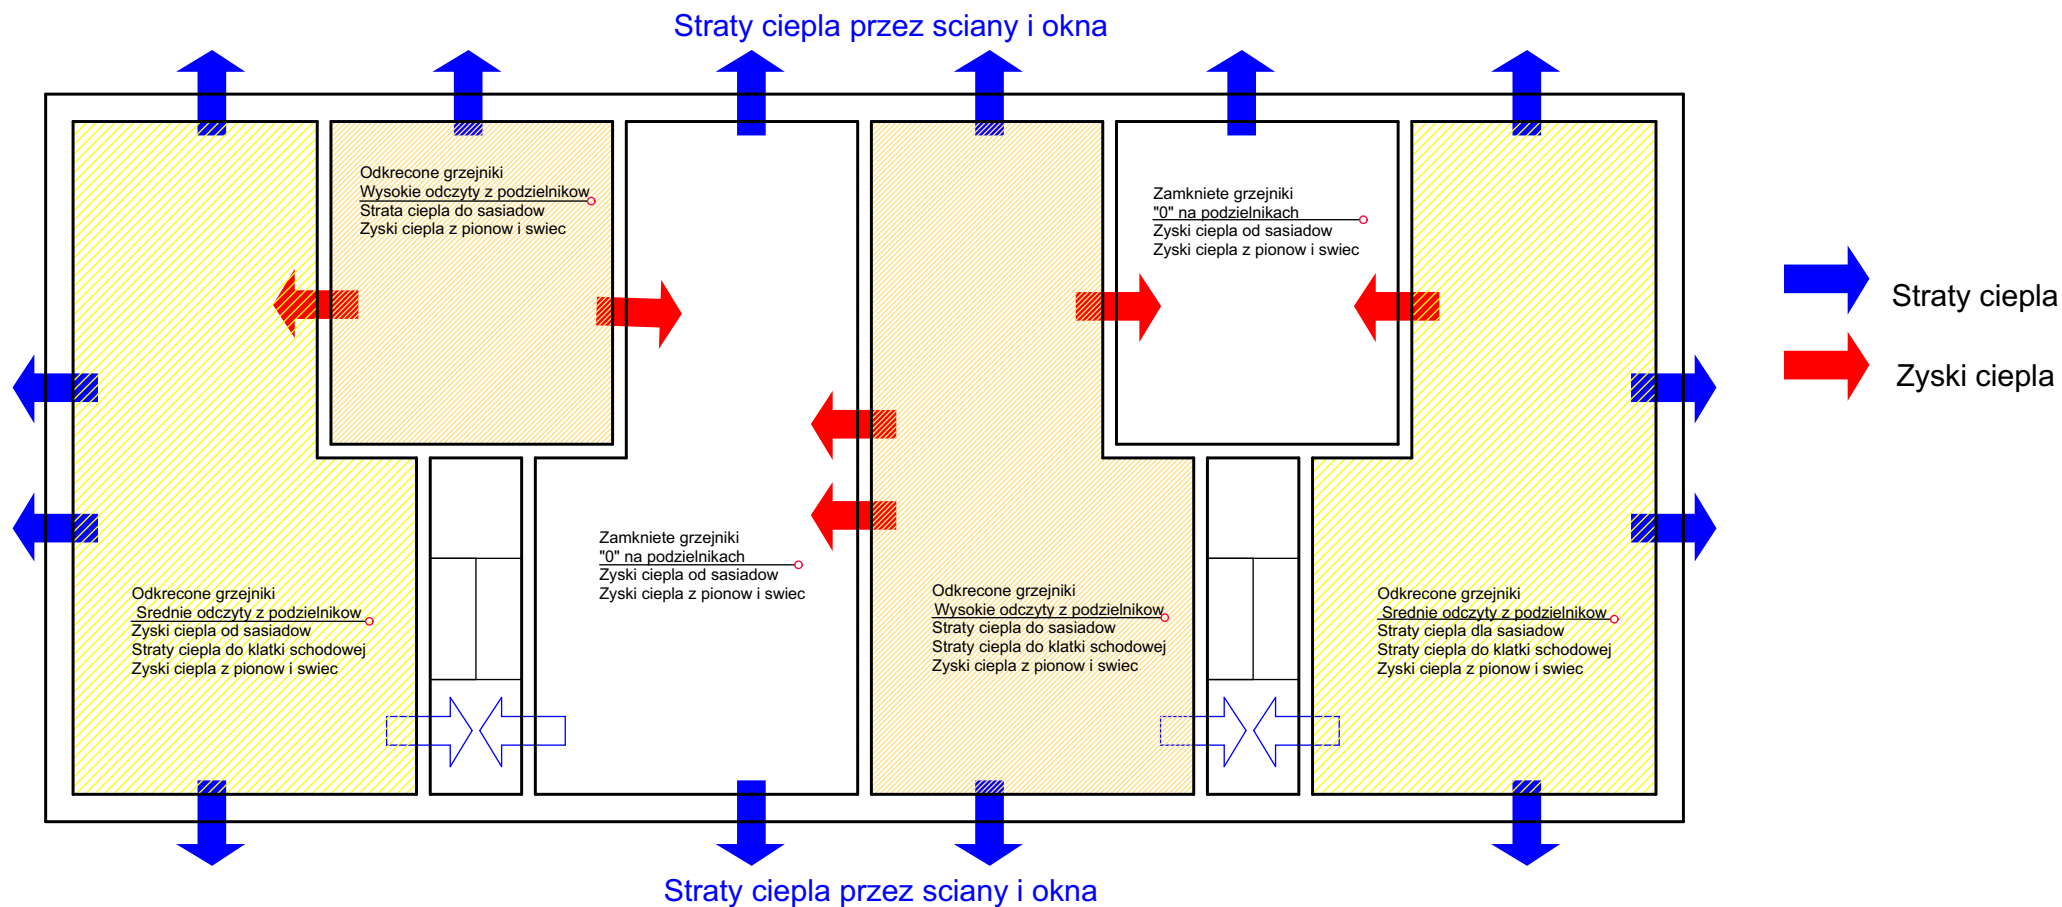 Straty ciepla przez sciany i okna
Odkrecone grzejniki
Wysokie odczyty z podzielnikow
Strata ciepla do sasiadow
Zyski ciepla z pionow i swiec
Zamkniete grzejniki
"0" na podzielnikach
Zyski ciepla od sasiadow
Zyski ciepla z pionow i swiec
Straty ciepla
Zyski ciepla
Odkrecone grzejniki
Srednie odczyty z podzielnikow
Zyski ciepla od sasiadow
Straty ciepla do klatki schodowej
Zyski ciepla z pionow i swiec
Zamkniete grzejniki
"0" na podzielnikach
Zyski ciepla od sasiadow
Zyski ciepla z pionow i swiec
Odkrecone grzejniki
Wysokie odczyty z podzielnikow
Straty ciepla do sasiadow
Straty ciepla do klatki schodowej
Zyski ciepla z pionow i swiec
Odkrecone grzejniki
Srednie odczyty z podzielnikow
Straty ciepla dla sasiadow
Straty ciepla do klatki schodowej
Zyski ciepla z pionow i swiec
Straty ciepla przez sciany i okna